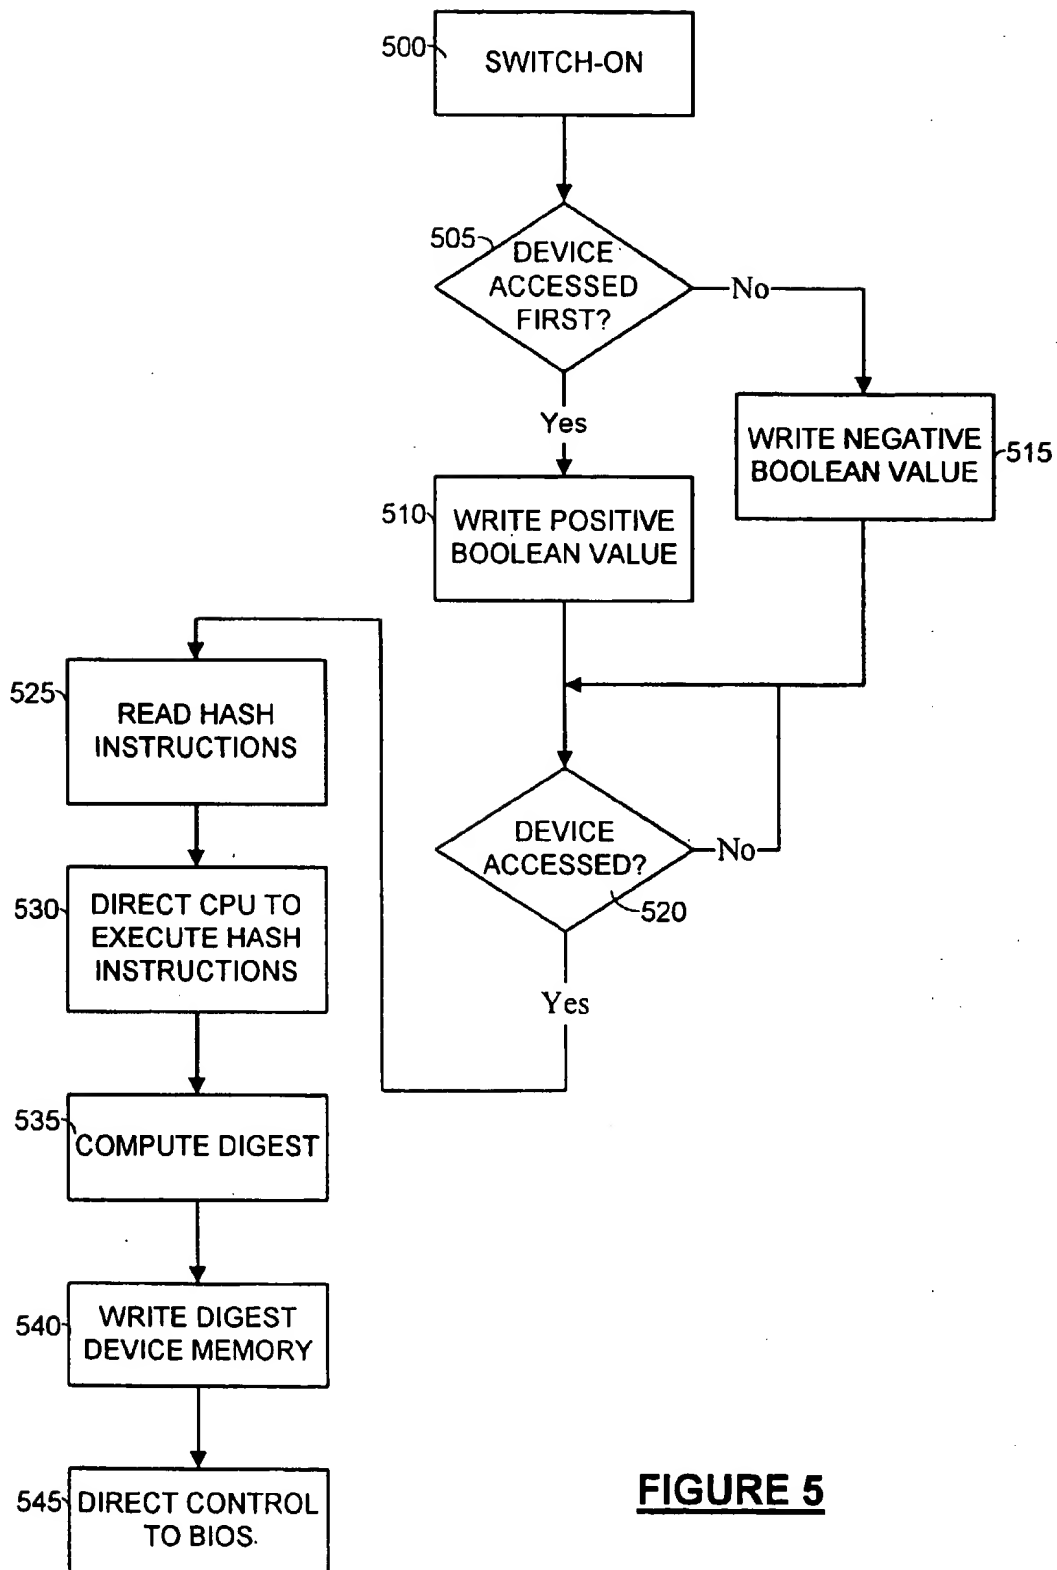 500
SWITCH-ON
505
DEVICE
ACCESSED
FIRST?
No
Yes
WRITE NEGATIVE
BOOLEAN VALUE
515
510
WRITE POSITIVE
BOOLEAN VALUE
525
READ HASH
INSTRUCTIONS
DEVICE
ACCESSED?
No
520
530
DIRECT CPU TO
EXECUTE HASH
INSTRUCTIONS
Yes
535
COMPUTE DIGEST
540
WRITE DIGEST
DEVICE MEMORY
545
DIRECT CONTROL
TO BIOS.
FIGURE 5